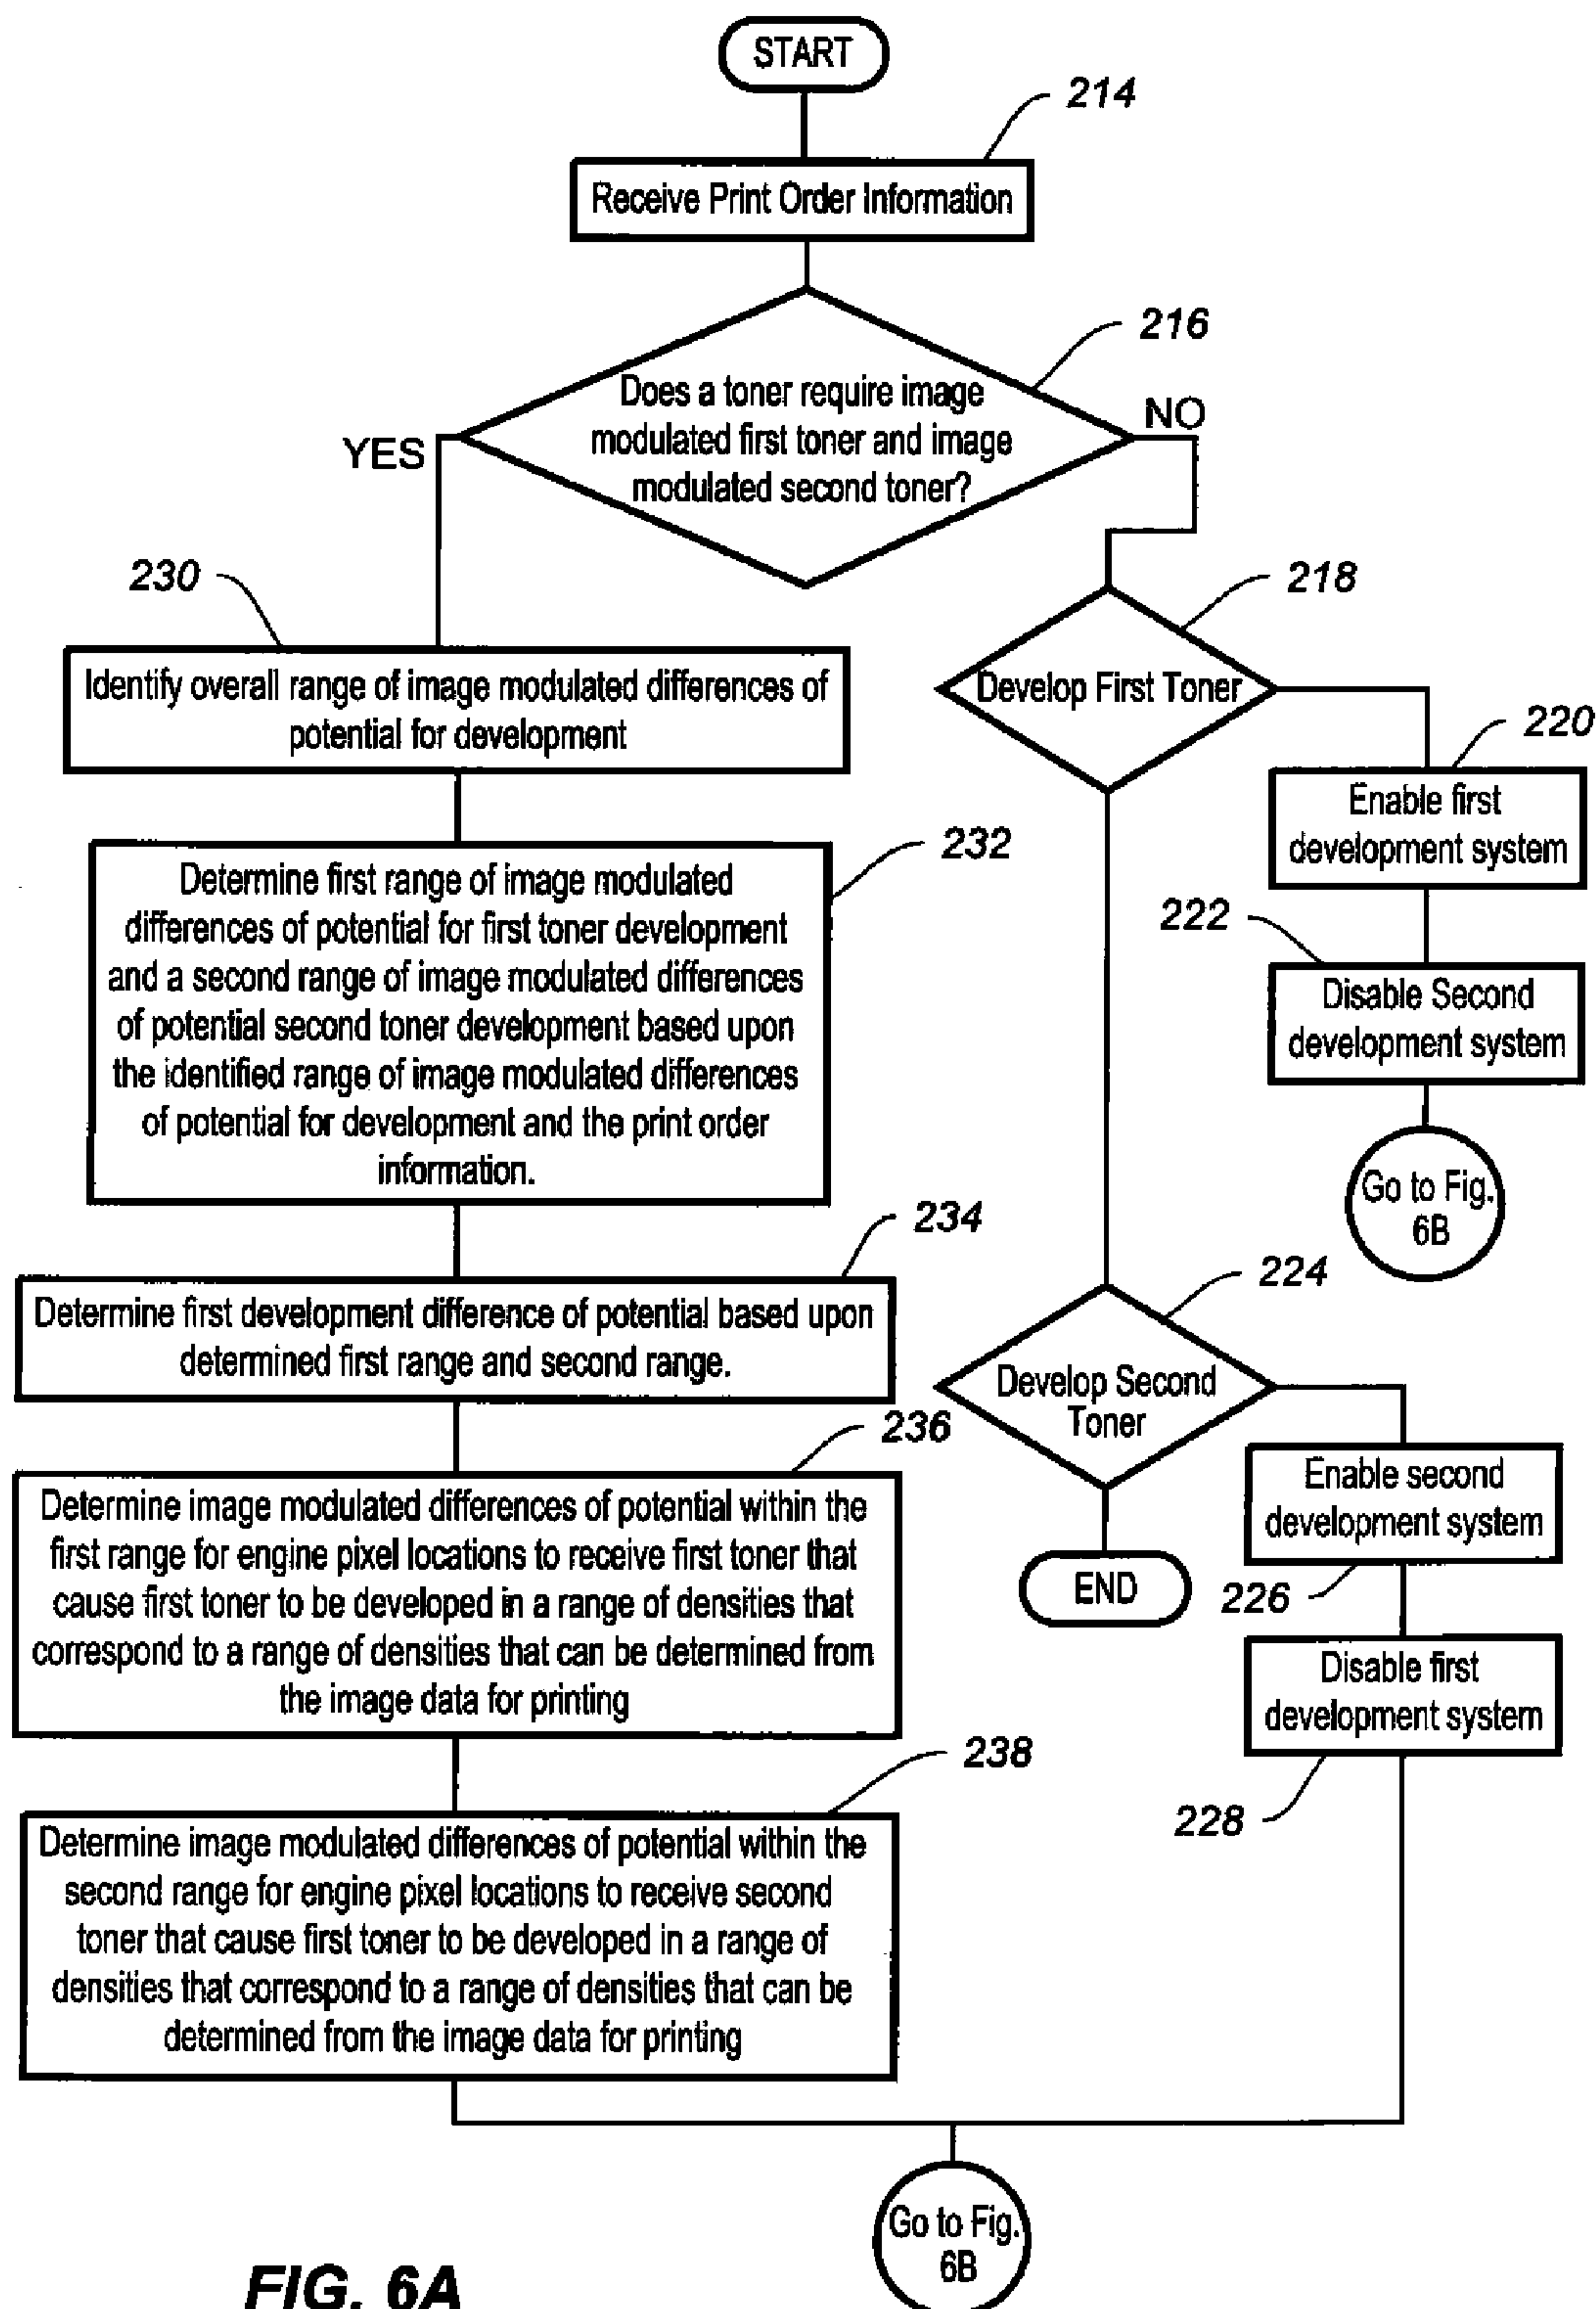 START
214
Receive Print Order Information
216
Does a toner require image
modulated first toner and image
modulated second toner?
YES
NO
230
218
Identify overall range of image modulated differences of
potential for development
Develop First Toner
220
Enable first
development system
232
Determine first range of image modulated
differences of potential for first toner development
and a second range of image modulated differences
of potential second toner development based upon
the identified range of image modulated differences
of potential for development and the print order
information.
222
Disable Second
development system
Go to Fig.
6B
234
Determine first development difference of potential based upon
determined first range and second range.
224
Develop Second
Toner
236
Determine image modulated differences of potential within the
first range for engine pixel locations to receive first toner that
cause first toner to be developed in a range of densities that
correspond to a range of densities that can be determined from
the image data for printing
Enable second
development system
226
END
Disable first
development system
228
238
Determine image modulated differences of potential within the
second range for engine pixel locations to receive second
toner that cause first toner to be developed in a range of
densities that correspond to a range of densities that can be
determined from the image data for printing
Go to Fig.
6B
FIG. 6A